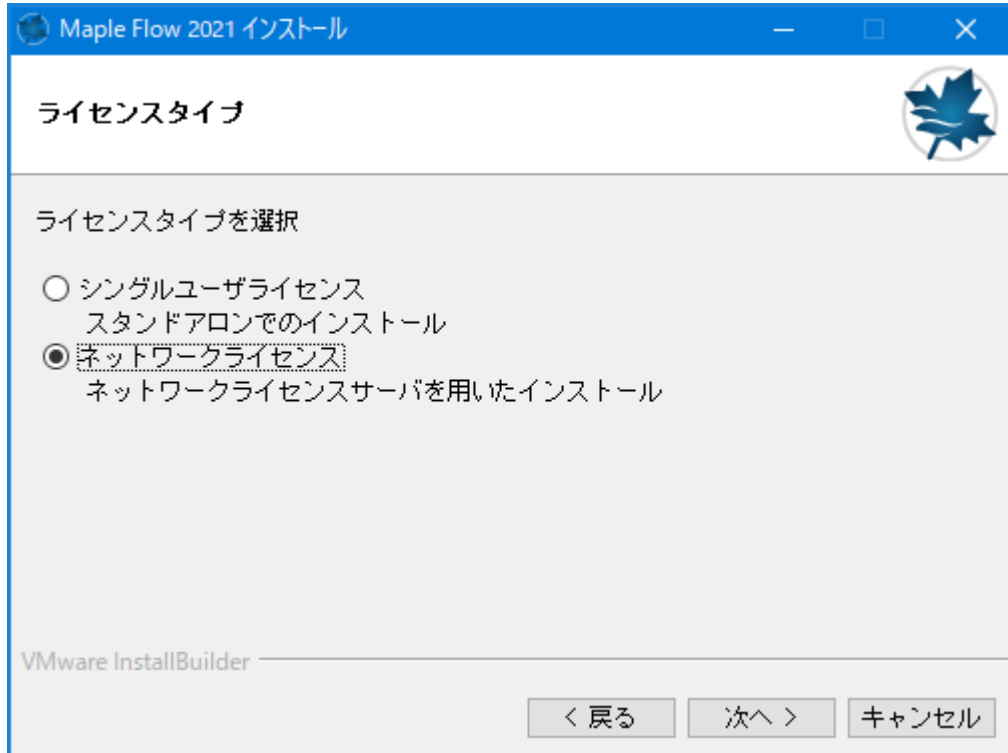 Maple Flow 2021 インストール
ライセンスタイプ
ライセンスタイプを選択
シングルユーザライセンス
スタンドアロンでのインストール
ネットワークライセンス
ネットワークライセンスサーバを用いたインストール
VMware InstallBuilder
< 戻る 次へ > キャンセル